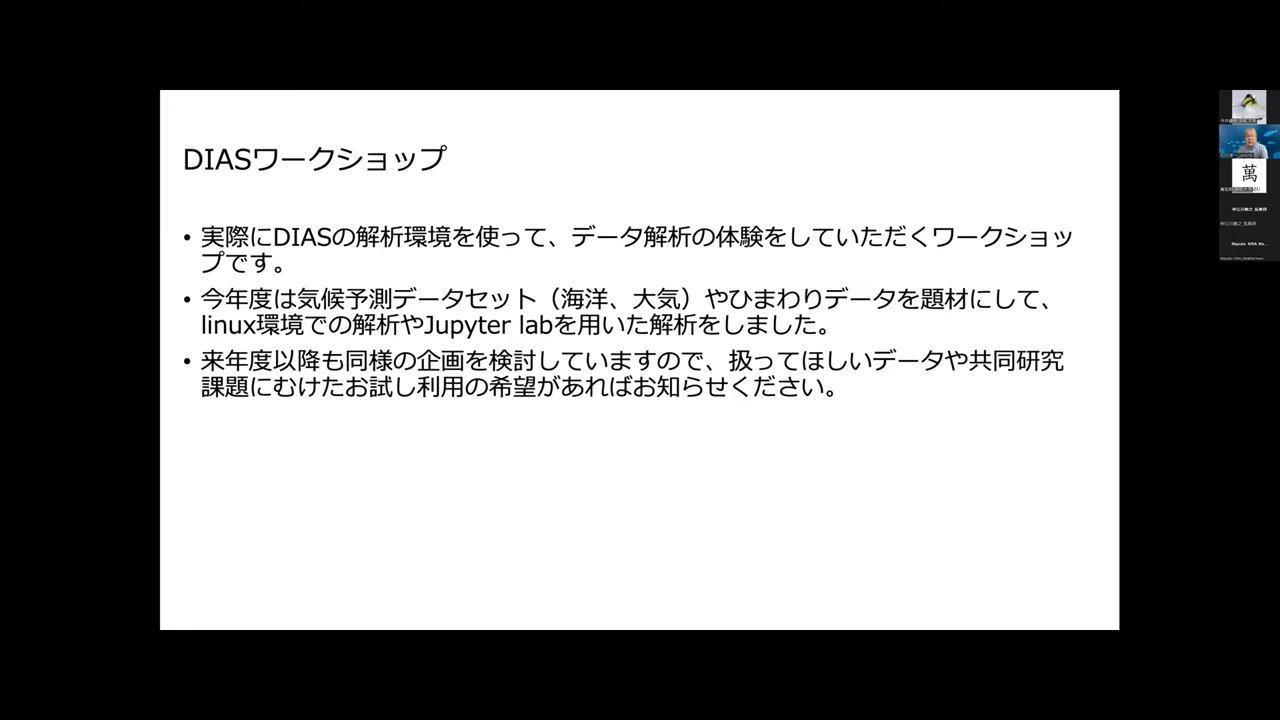 DIASワークショップ
• 実際にDIASの解析環境を使って、データ解析の体験をしていただくワークショッ
プです。
• 今年度は気候予測データセット（海洋、大気）やひまわりデータを題材にして、
linux環境での解析やJupyter labを用いた解析をしました。
• 来年度以降も同様の企画を検討していますので、扱ってほしいデータや共同研究
課題にむけたお試し利用の希望があればお知らせください。
萬
Mayuko KIRA_We...